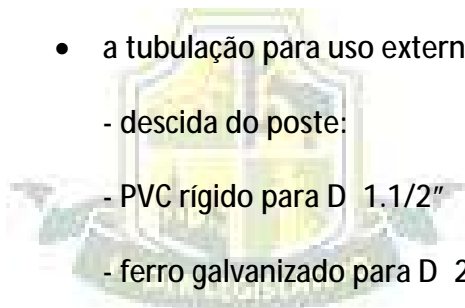 • a tubulação para uso extern
- descida do poste:
- PVC rígido para D 1.1/2"
- ferro galvanizado para D 2